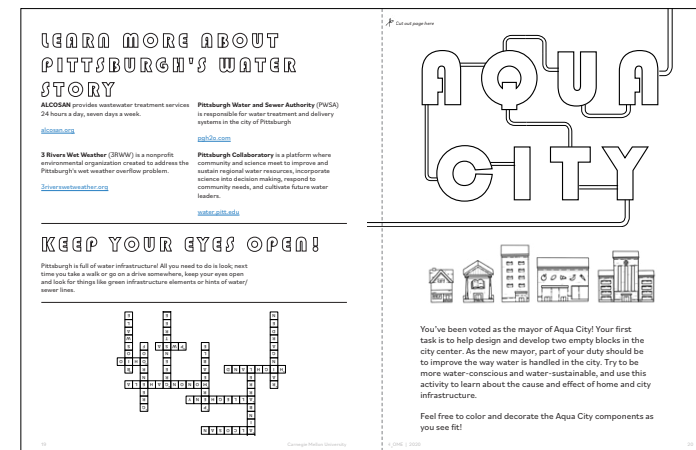 LEARN MORE ABOUT
PITTSBURGH'S WATER
STORY
ALCOSAN provides wastewater treatment services
24 hours a day, seven days a week.
alcosan.org
3 Rivers Wet Weather (3RWW) is a nonprofit
environmental organization created to address the
Pittsburgh's wet weather overflow problem.
3riverswetweather.org
Pittsburgh Water and Sewer Authority (PWSA)
is responsible for water treatment and delivery
systems in the city of Pittsburgh
pgh2o.com
Pittsburgh Collaboratory is a platform where
community and science meet to improve and
sustain regional water resources, incorporate
science into decision making, respond to
community needs, and cultivate future water
leaders.
water.pitt.edu
KEEP YOUR EYES OPEN!
Pittsburgh is full of water infrastructure! All you need to do is look; next
time you take a walk or go on a drive somewhere, keep your eyes open
and look for things like green infrastructure elements or hints of water/
sewer lines.
PWSA
OHIO
HIGHLAND
MONONGAHELA
ALLEGHENY
ALCOSAN
Carnegie Mellon University
Cut out page here
AQUA
CITY
You've been voted as the mayor of Aqua City! Your first
task is to help design and develop two empty blocks in the
city center. As the new mayor, part of your duty should be
to improve the way water is handled in the city. Try to be
more water-conscious and water-sustainable, and use this
activity to learn about the cause and effect of home and city
infrastructure.
Feel free to color and decorate the Aqua City components as
you see fit!